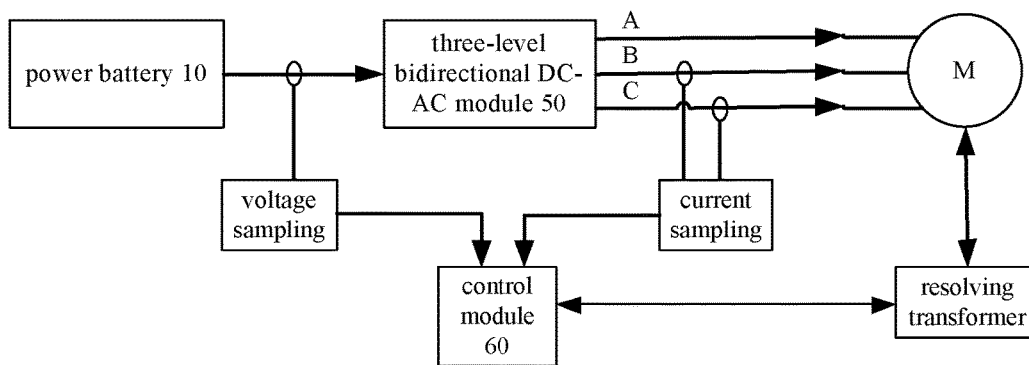 power battery 10
three-level
bidirectional DC-
AC module 50
A
B
C
M
voltage
sampling
current
sampling
control
module
60
resolving
transformer